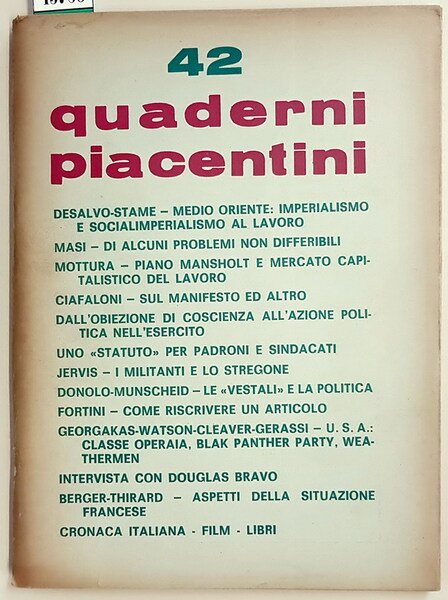 42
quaderni
piacentini
DESALVO-STAME – MEDIO ORIENTE: IMPERIALISMO
E SOCIALIMPERIALISMO AL LAVORO
MASI – DI ALCUNI PROBLEMI NON DIFFERIBILI
MOTTURA – PIANO MANSHOLT E MERCATO CAPI-
TALISTICO DEL LAVORO
CIAFALONI – SUL MANIFESTO ED ALTRO
DALL'OBIEZIONE DI COSCIENZA ALL'AZIONE POLI-
TICA NELL'ESERCITO
UNO «STATUTO» PER PADRONI E SINDACATI
JERVIS – I MILITANTI E LO STREGONE
DONOLO-MUNSCHEID – LE «VESTALI» E LA POLITICA
FORTINI – COME RISCRIVERE UN ARTICOLO
GEORGAKAS-WATSON-CLEAVER-GERASSI – U. S. A.:
CLASSE OPERAIA, BLAK PANTHER PARTY, WEA-
THERMEN
INTERVISTA CON DOUGLAS BRAVO
BERGER-THIRARD – ASPETTI DELLA SITUAZIONE
FRANCESE
CRONACA ITALIANA - FILM - LIBRI